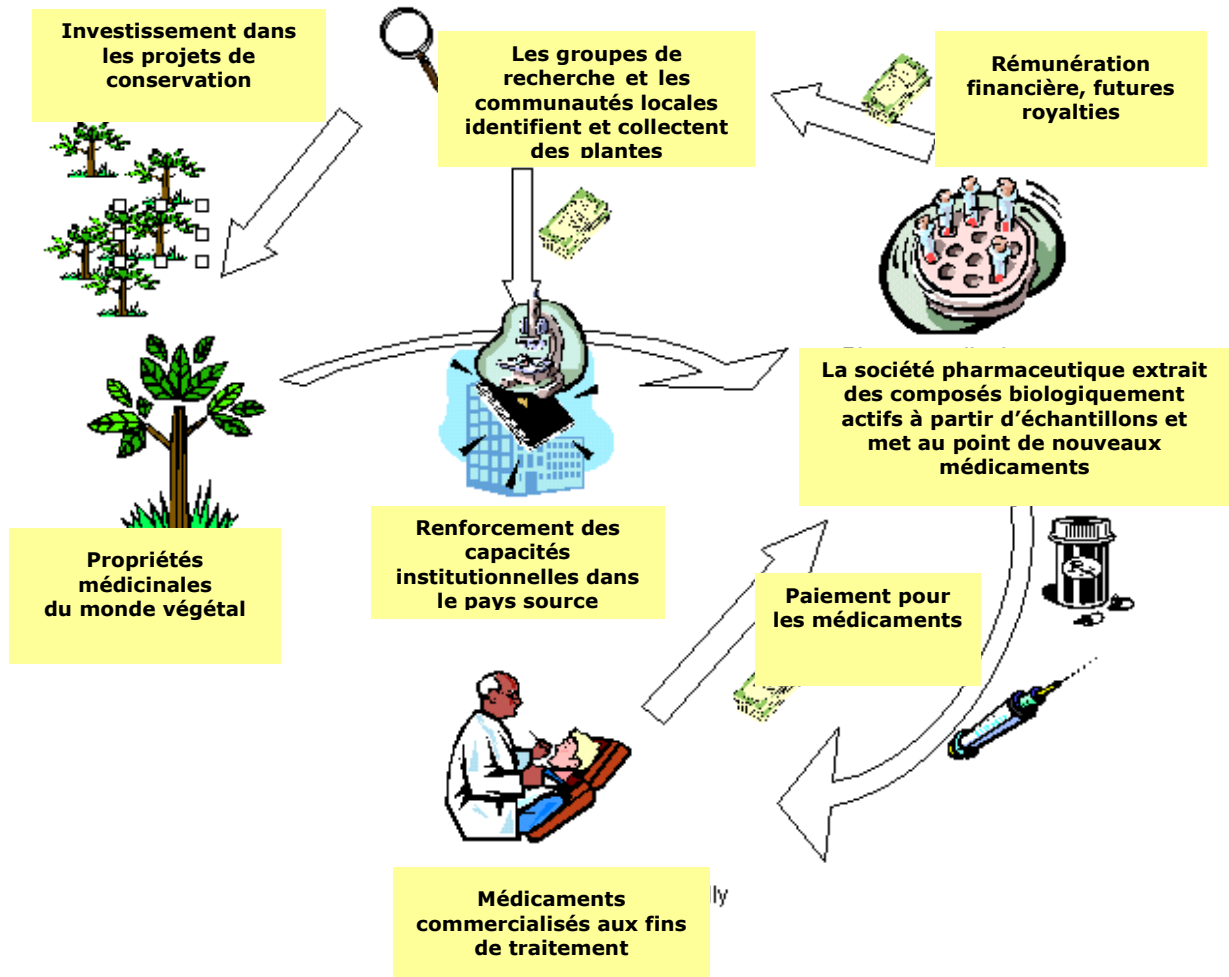 Investissement dans
les projets de
conservation
Les groupes de
recherche et les
communautés locales
identifient et collectent
des plantes
Rémunération
financière, futures
royalties
La société pharmaceutique extrait
des composés biologiquement
actifs à partir d’échantillons et
met au point de nouveaux
médicaments
Propriétés
médicinales
du monde végétal
Renforcement des
capacités
institutionnelles dans
le pays source
Paiement pour
les médicaments
Médicaments
commercialisés aux fins
de traitement
lly